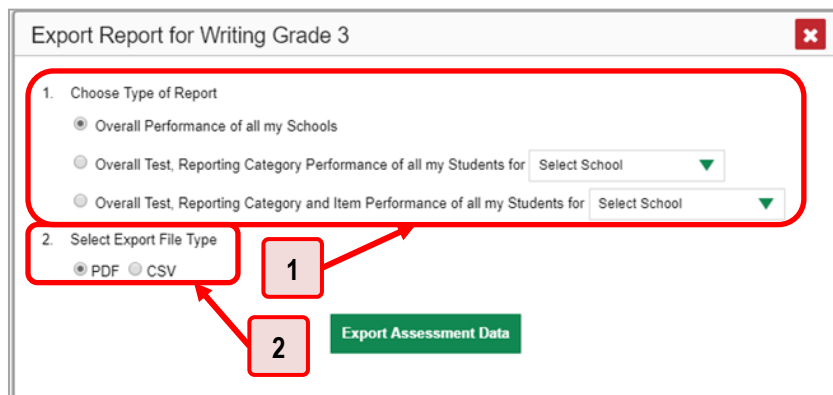 Export Report for Writing Grade 3
1. Choose Type of Report
Overall Performance of all my Schools
Overall Test, Reporting Category Performance of all my Students for Select School
Overall Test, Reporting Category and Item Performance of all my Students for Select School
2. Select Export File Type
PDF CSV
1
2
Export Assessment Data